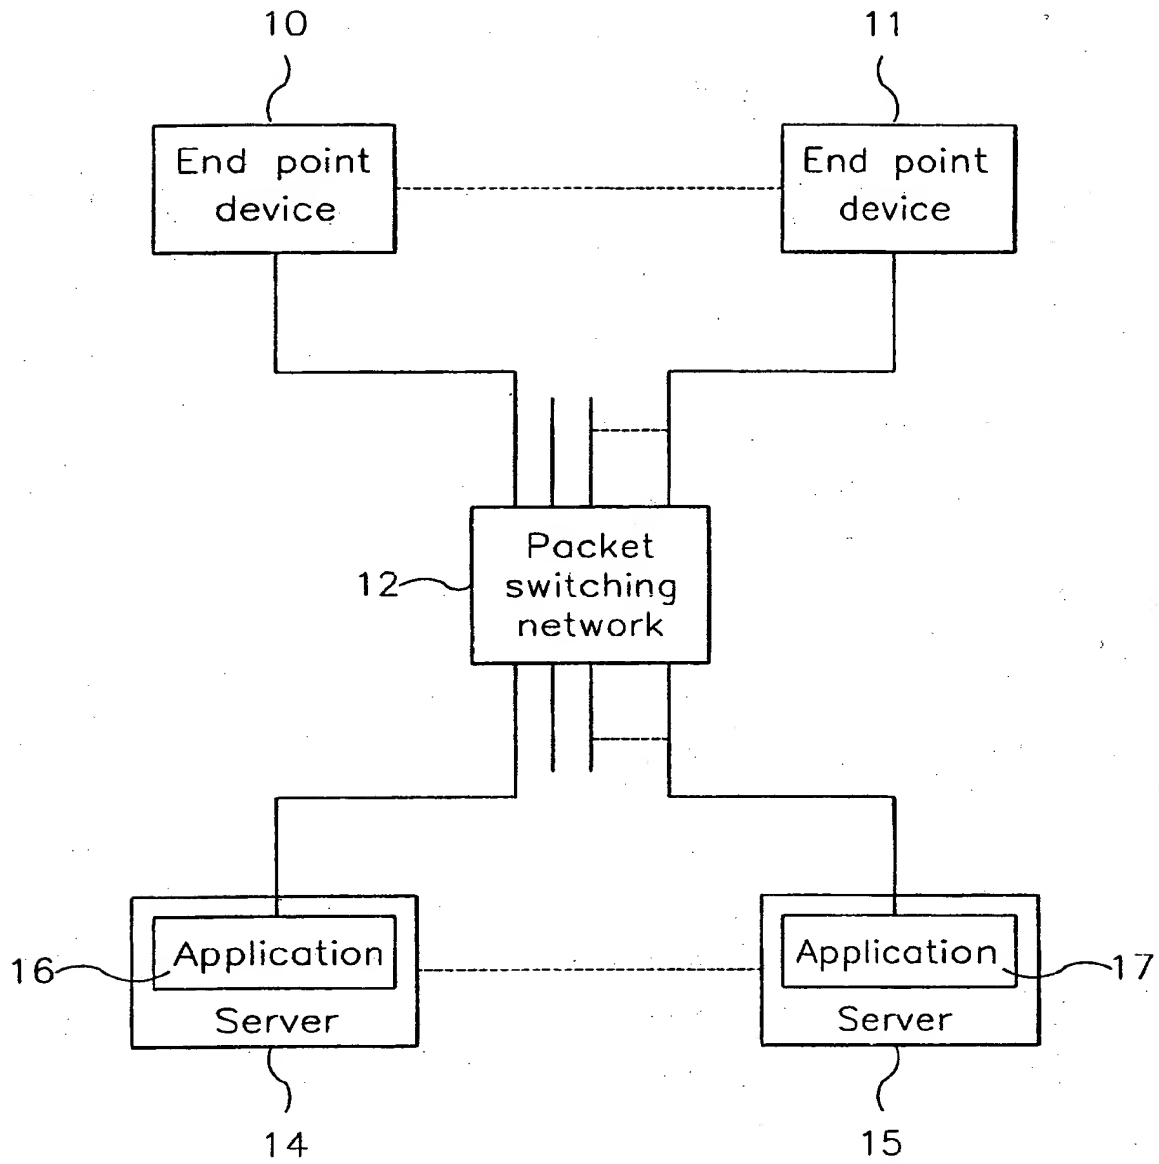 10
11
End point
device
End point
device
12
Packet
switching
network
16
Application
Server
Application
Server
17
14
15